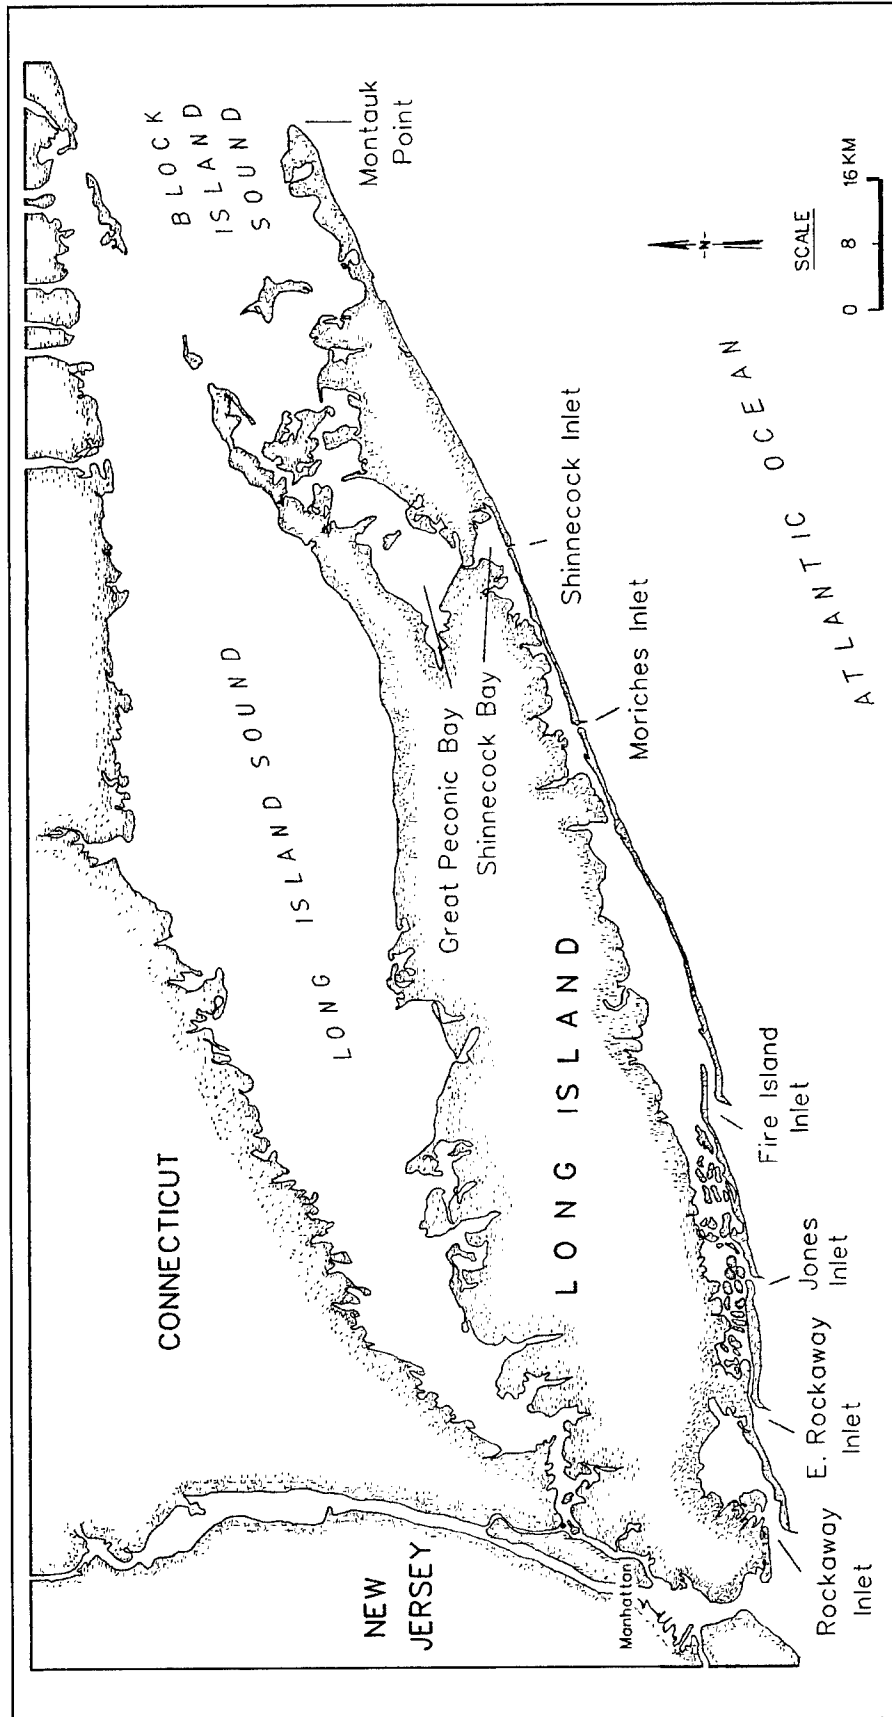 CONNECTICUT
NEW
JERSEY
Manhattan
LONG ISLAND SOUND
BLOCK
ISLAND
SOUND
Montauk
Point
Great Peconic Bay
Shinnecock Bay
LONG ISLAND
Shinnecock Inlet
Moriches Inlet
Fire Island
Inlet
Jones
Inlet
E. Rockaway
Inlet
Rockaway
Inlet
ATLANTIC OCEAN
-N-
SCALE
0 8 16 KM